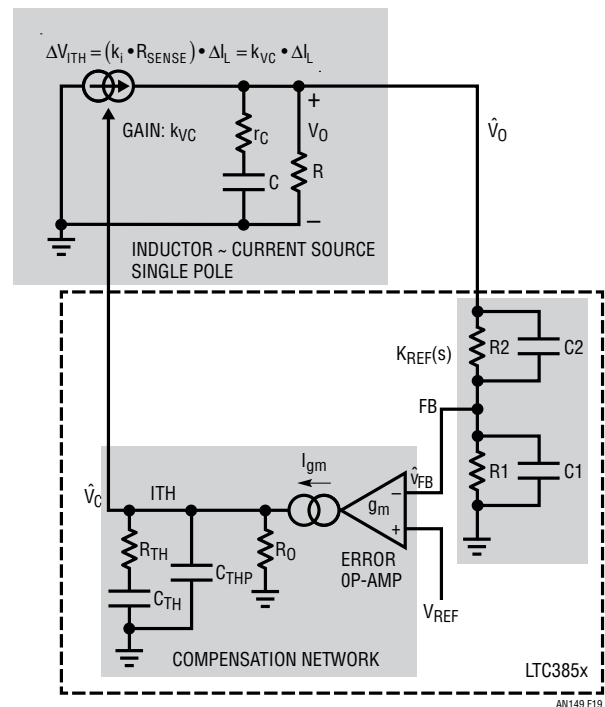 ΔV_ITH = (k_i • R_SENSE) • ΔI_L = k_VC • ΔI_L
GAIN: k_VC
+
V_O
–
r_C
C
R
V̂_O
INDUCTOR ~ CURRENT SOURCE
SINGLE POLE
K_REF(s)
R2
C2
FB
R1
C1
I_gm
v̂_FB
V̂_C
ITH
g_m
–
+
R_TH
C_TH
C_THP
R_O
ERROR
0P-AMP
V_REF
COMPENSATION NETWORK
LTC385x
AN149 F19